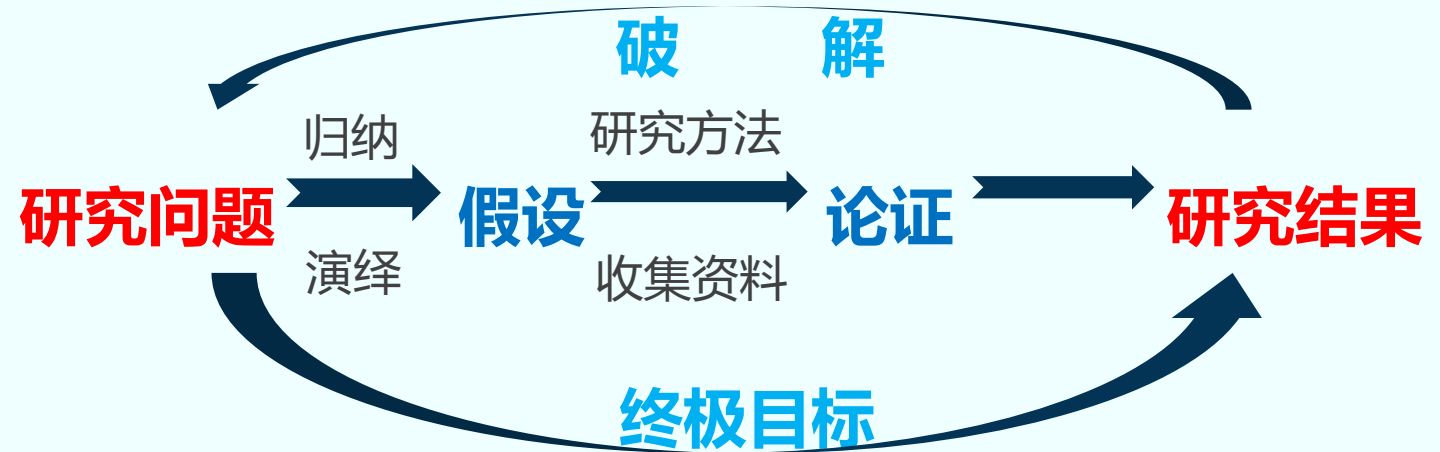 破 解
归纳
研究方法
研究问题
假设
论证
研究结果
演绎
收集资料
终极目标